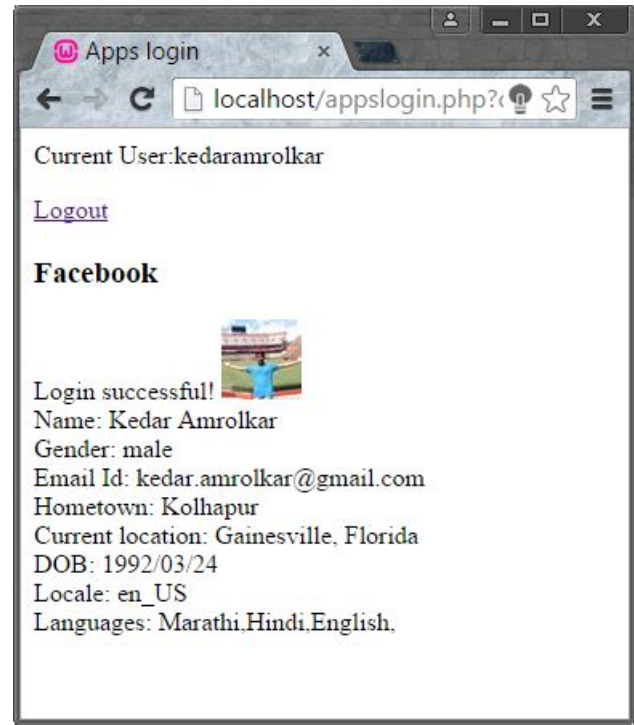 Apps login
localhost/appslogin.php?c
Current User:kedaramrolkar
Logout
Facebook
Login successful!
Name: Kedar Amrolkar
Gender: male
Email Id: kedar.amrolkar@gmail.com
Hometown: Kolhapur
Current location: Gainesville, Florida
DOB: 1992/03/24
Locale: en_US
Languages: Marathi,Hindi,English,